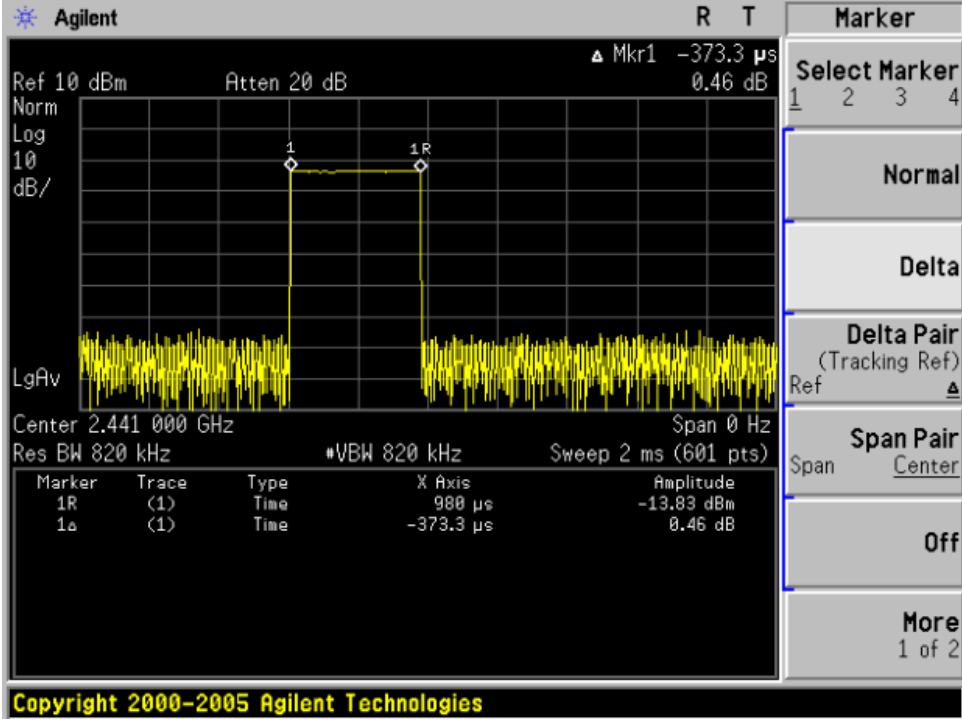 Agilent R T
Marker
▵ Mkr1 -373.3 µs
Ref 10 dBm Atten 20 dB 0.46 dB
Norm
Log
10
dB/
1 1R
LgAv
Center 2.441 000 GHz Span 0 Hz
Res BW 820 kHz #VBW 820 kHz Sweep 2 ms (601 pts)
Marker Trace Type X Axis Amplitude
1R (1) Time 980 µs -13.83 dBm
1▵ (1) Time -373.3 µs 0.46 dB
Select Marker
1 2 3 4
Normal
Delta
Delta Pair
(Tracking Ref)
Ref ▵
Span Pair
Span Center
Off
More
1 of 2
Copyright 2000-2005 Agilent Technologies